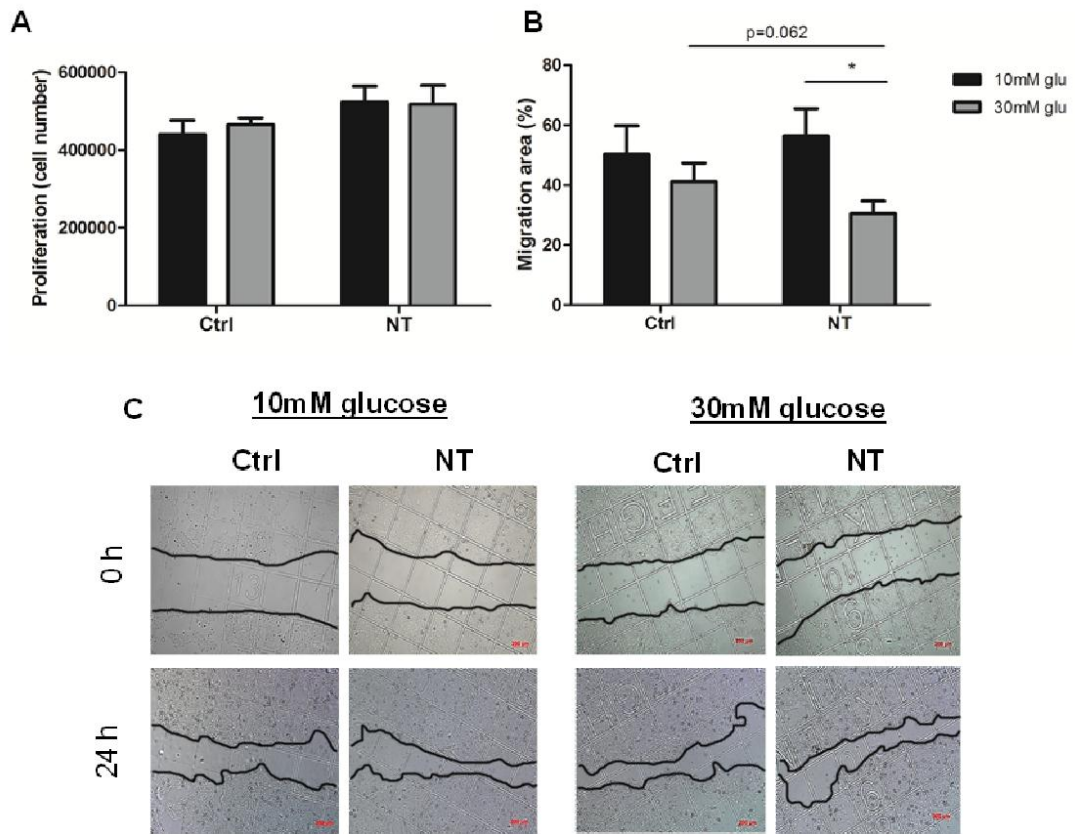 A
Proliferation (cell number)
600000
400000
200000
0
Ctrl
NT
B
p=0.062
*
Migration area (%)
80
60
40
20
0
Ctrl
NT
10mM glu
30mM glu
C
10mM glucose
30mM glucose
Ctrl
NT
Ctrl
NT
0 h
24 h